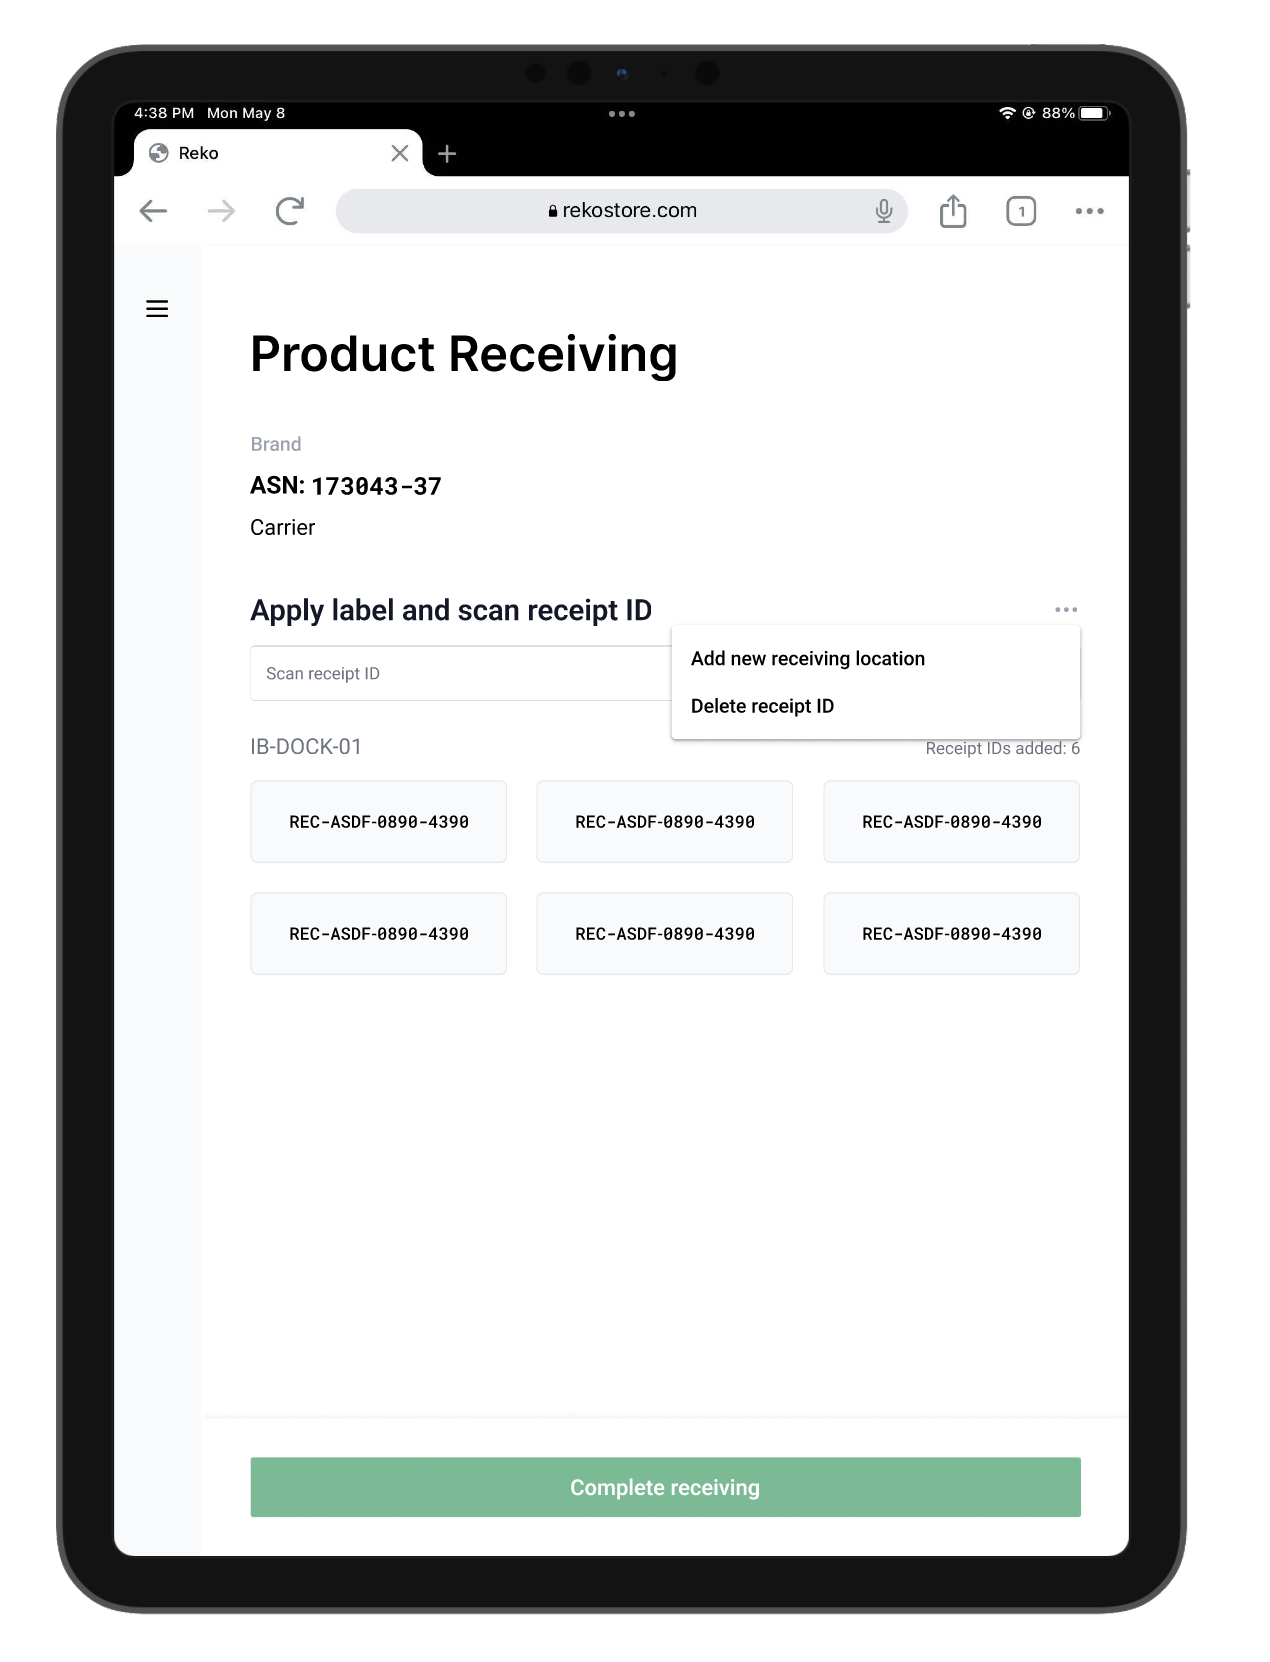 4:38 PM Mon May 8 88%
Reko
rekostore.com 1
Product Receiving
Brand
ASN: 173043-37
Carrier
Apply label and scan receipt ID
Add new receiving location
Scan receipt ID
Delete receipt ID
IB-DOCK-01 Receipt IDs added: 6
REC-ASDF-0890-4390 REC-ASDF-0890-4390 REC-ASDF-0890-4390
REC-ASDF-0890-4390 REC-ASDF-0890-4390 REC-ASDF-0890-4390
Complete receiving